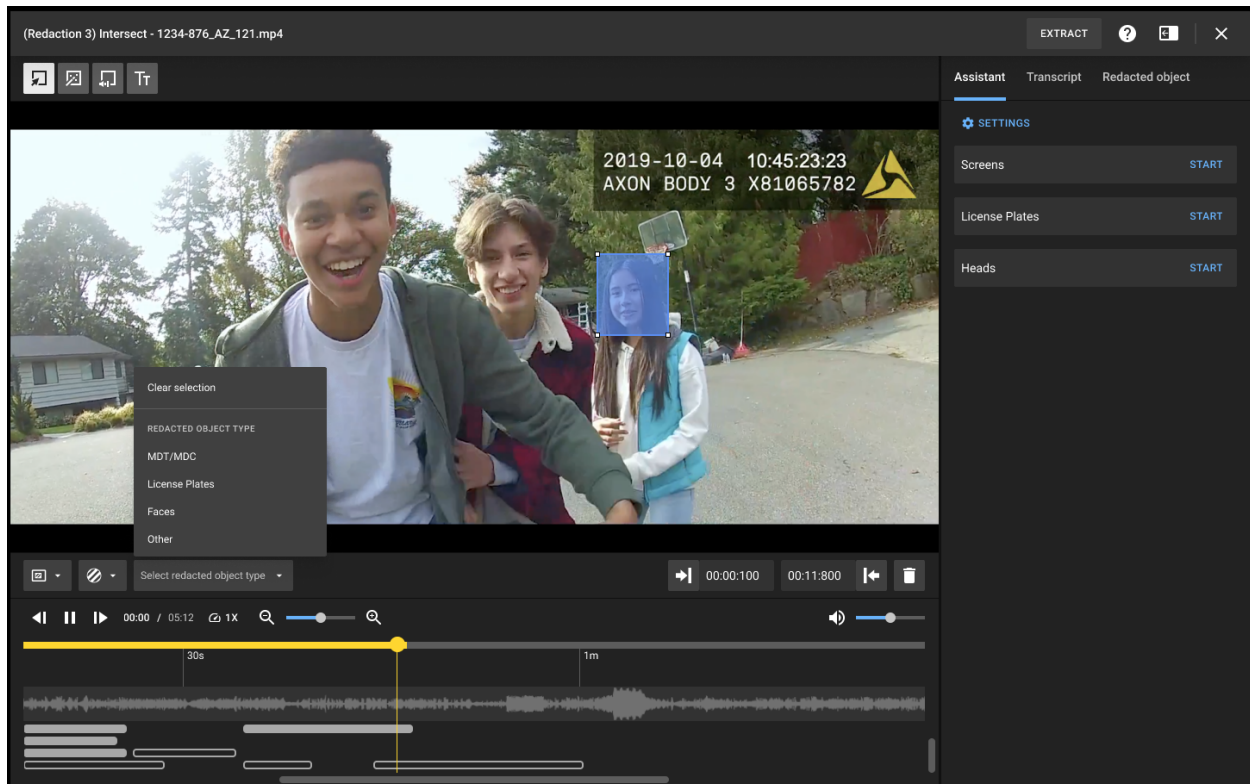 (Redaction 3) Intersect - 1234-876_AZ_121.mp4
EXTRACT
Assistant Transcript Redacted object
SETTINGS
Screens START
License Plates START
Heads START
2019-10-04 10:45:23:23
AXON BODY 3 X81065782
Clear selection
REDACTED OBJECT TYPE
MDT/MDC
License Plates
Faces
Other
Select redacted object type
00:00:100 00:11:800
00:00 / 05:12 1X
30s 1m